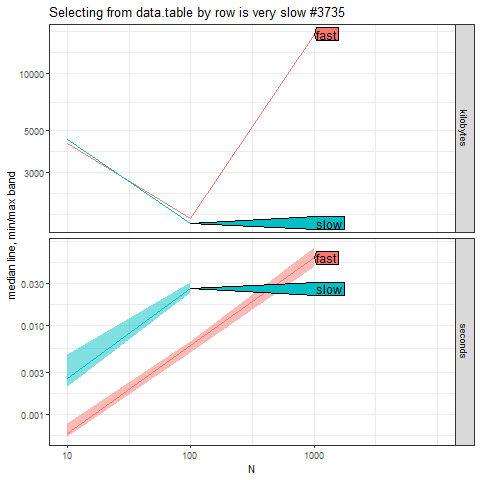 Selecting from data.table by row is very slow #3735
fast
10000
5000
3000
kilobytes
slow
median line, min/max band
fast
slow
0.030
0.010
0.003
0.001
seconds
10
100
1000
N